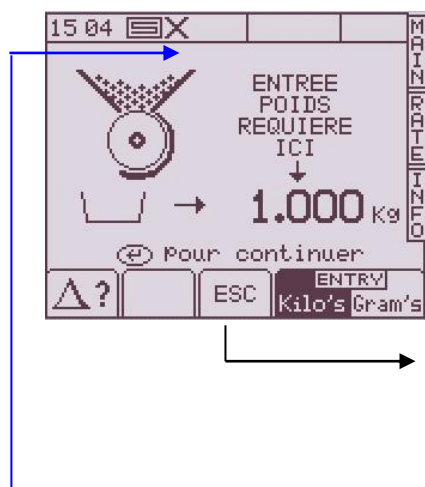 15 04
ENTREE
POIDS
REQUIERE
ICI
1.000 Kg
Pour continuer
? ESC ENTRY
Kilo's Gram's
MAIN
RATE
INFO